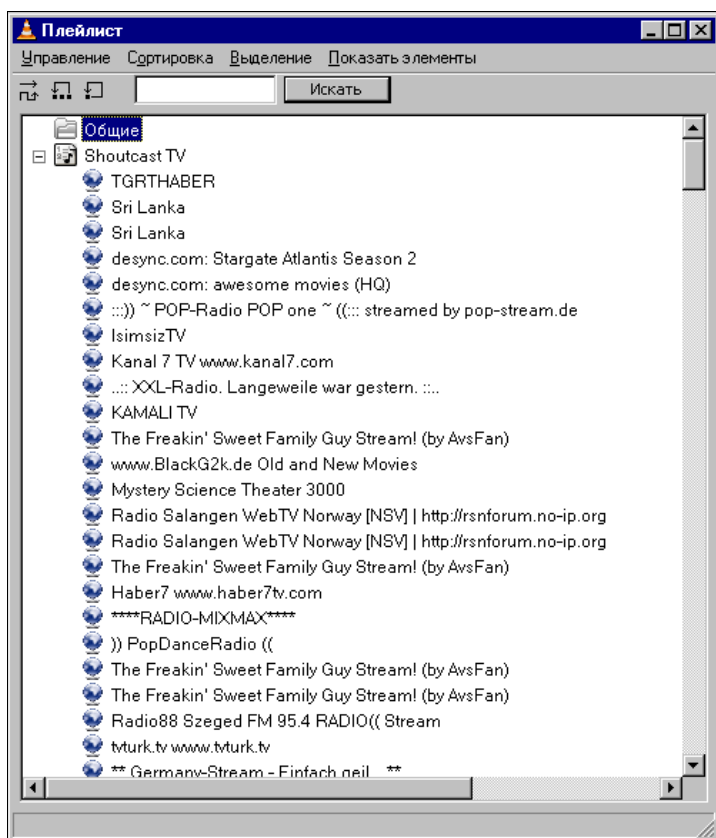 Плейлист
Управление Сортировка Выделение Показать элементы
Искать
Общие
Shoutcast TV
TGRTHABER
Sri Lanka
Sri Lanka
desync.com: Stargate Atlantis Season 2
desync.com: awesome movies (HQ)
:::)) ~ POP-Radio POP one ~ ((::: streamed by pop-stream.de
IsimsizTV
Kanal 7 TV www.kanal7.com
..:: XXL-Radio. Langeweile war gestern. ::..
KAMALI TV
The Freakin' Sweet Family Guy Stream! (by AvsFan)
www.BlackG2k.de Old and New Movies
Mystery Science Theater 3000
Radio Salangen WebTV Norway [NSV] | http://rsnforum.no-ip.org
Radio Salangen WebTV Norway [NSV] | http://rsnforum.no-ip.org
The Freakin' Sweet Family Guy Stream! (by AvsFan)
Haber7 www.haber7tv.com
****RADIO-MIXMAX****
)) PopDanceRadio ((
The Freakin' Sweet Family Guy Stream! (by AvsFan)
The Freakin' Sweet Family Guy Stream! (by AvsFan)
Radio88 Szeged FM 95.4 RADIO(( Stream
tvturk.tv www.tvturk.tv
** Germany-Stream - Einfach geil... **